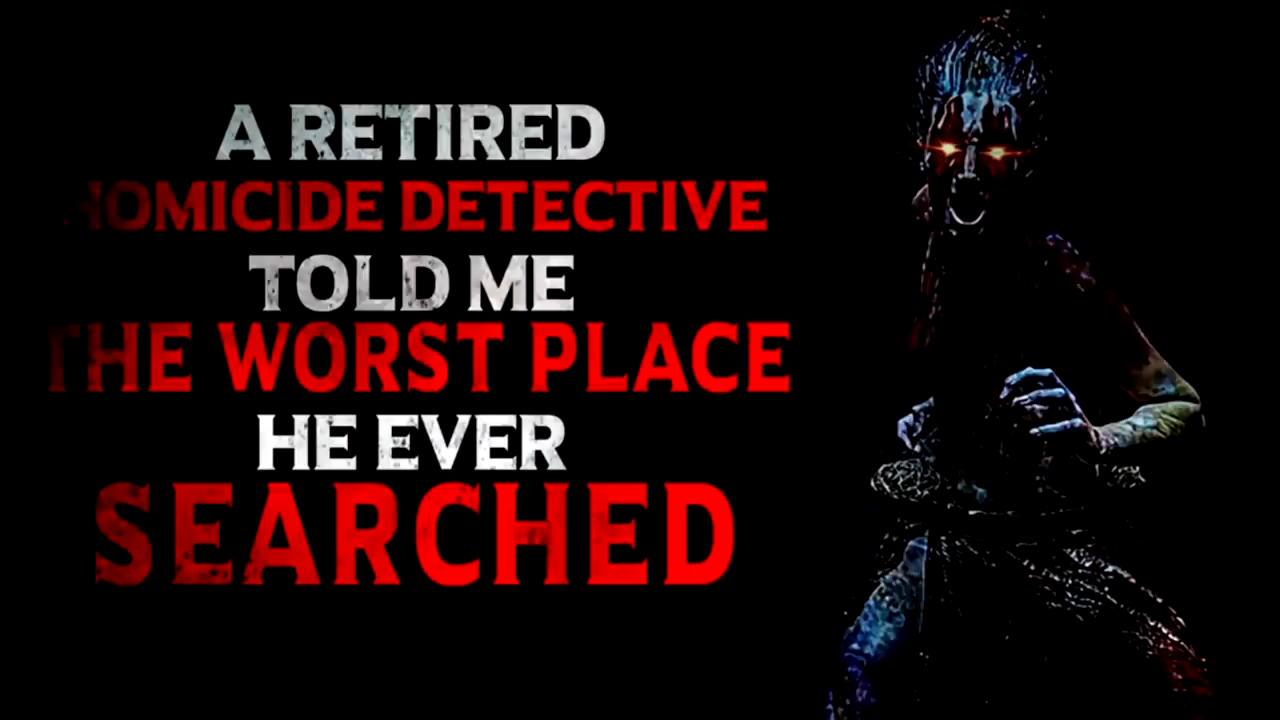 A RETIRED
HOMICIDE DETECTIVE
TOLD ME
THE WORST PLACE
HE EVER
SEARCHED